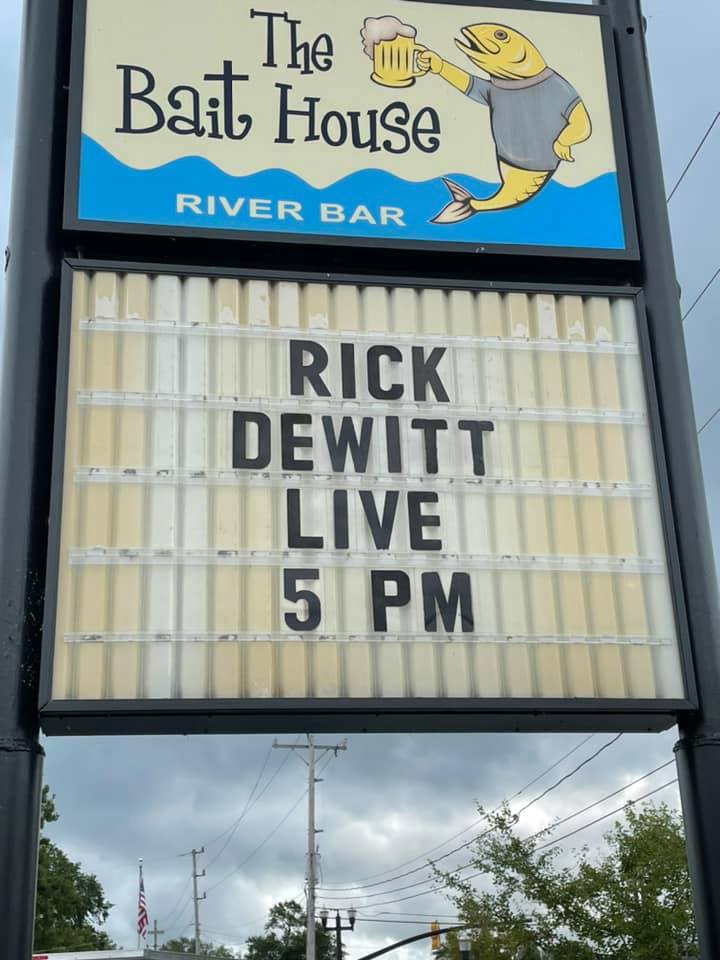 The
Bait House
RIVER BAR
RICK
DEWITT
LIVE
5 PM